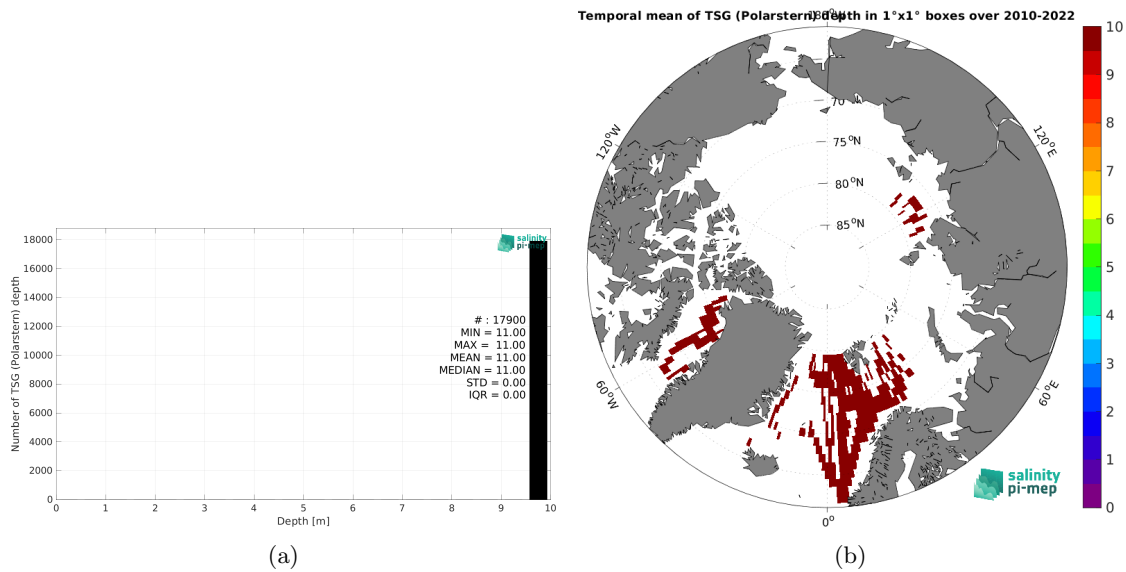 Number of TSG (Polarstern) depth
18000
16000
14000
12000
10000
8000
6000
4000
2000
0
0 1 2 3 4 5 6 7 8 9 10
Depth [m]
salinity
pi-mep
# : 17900
MIN = 11.00
MAX = 11.00
MEAN = 11.00
MEDIAN = 11.00
STD = 0.00
IQR = 0.00
(a)
Temporal mean of TSG (Polarstern) depth in 1°x1° boxes over 2010-2022
180°W
120°W
120°E
70°N
75°N
80°N
85°N
60°W
60°E
0°
10
9
8
7
6
5
4
3
2
1
0
salinity
pi-mep
(b)